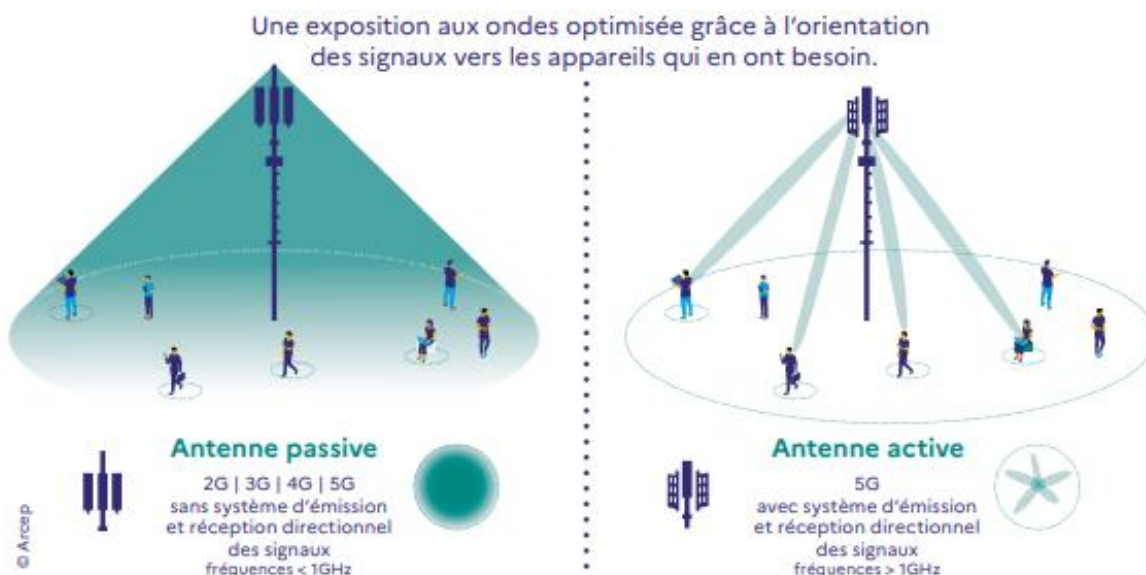 Une exposition aux ondes optimisée grâce à l'orientation
des signaux vers les appareils qui en ont besoin.
Antenne passive
2G | 3G | 4G | 5G
sans système d'émission
et réception directionnel
des signaux
fréquences < 1GHz
Antenne active
5G
avec système d'émission
et réception directionnel
des signaux
fréquences > 1GHz
© Arcep